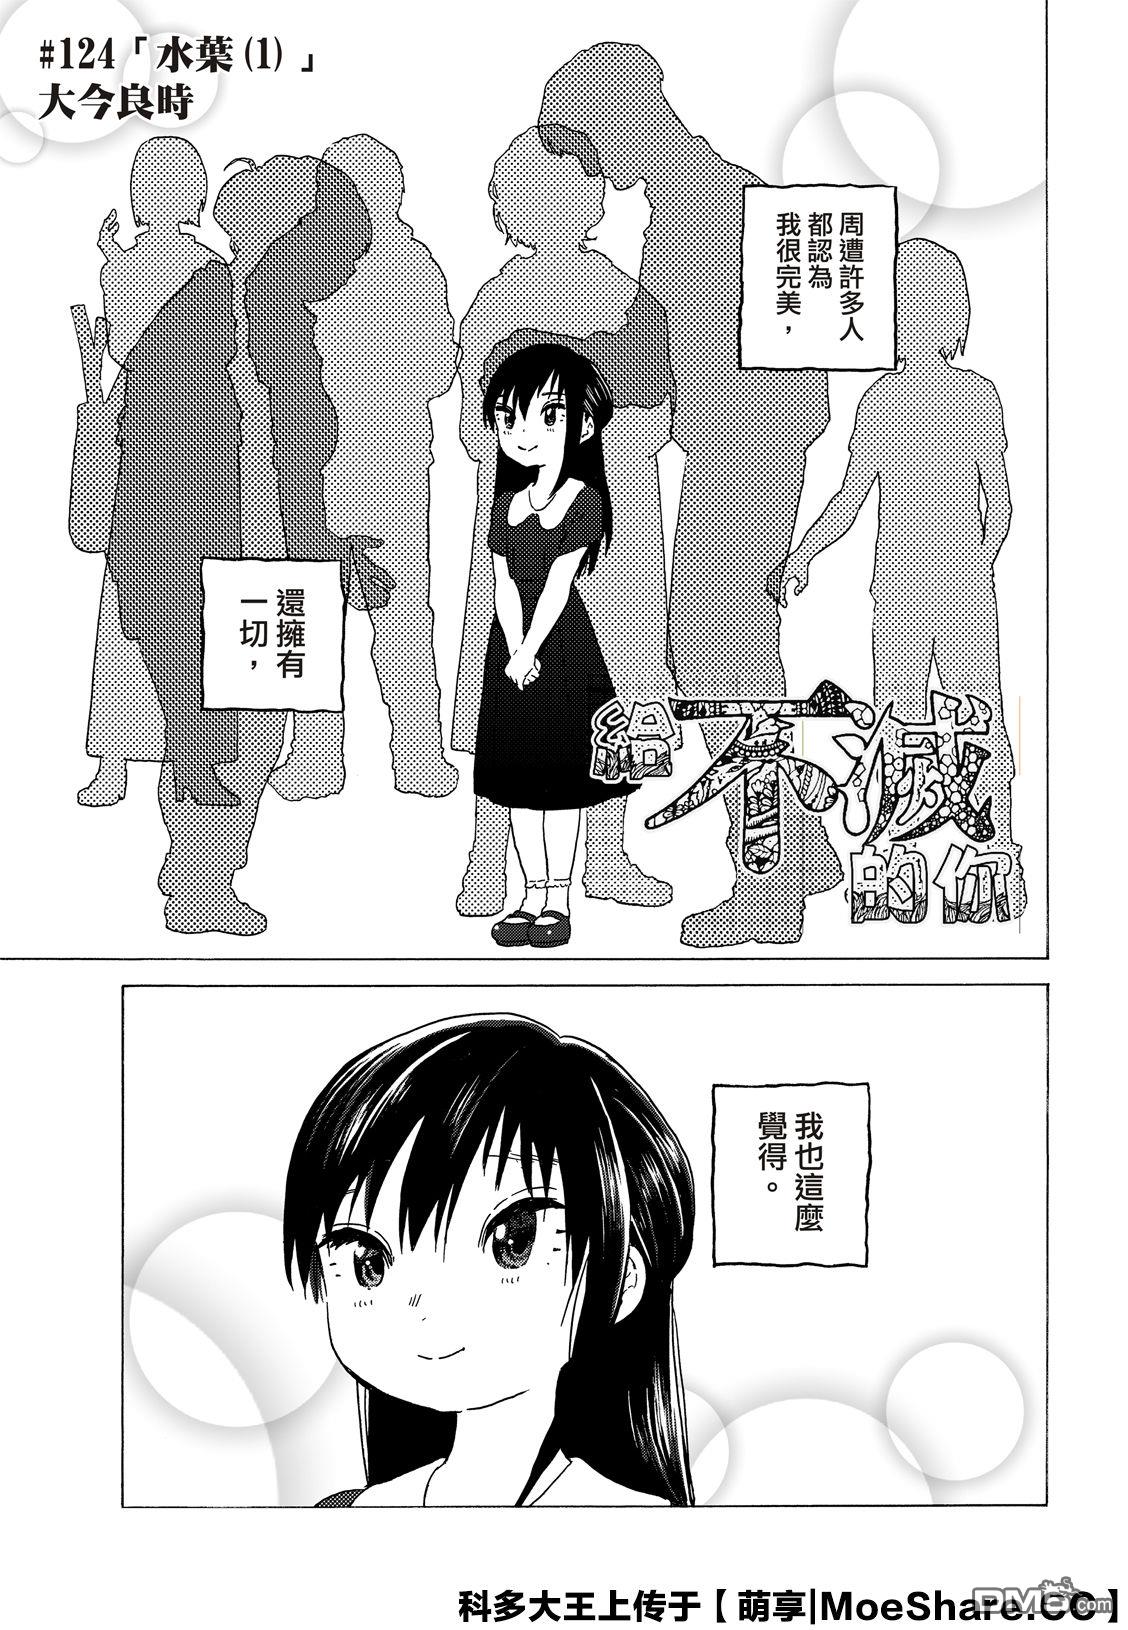 #124「水葉(1)」
大今良時
周遭許多人
都認為
我很完美，
還擁有
一切，
給不滅
的你
我也這麼
覺得。
科多大王上传于【萌享|MoeShare.CC】